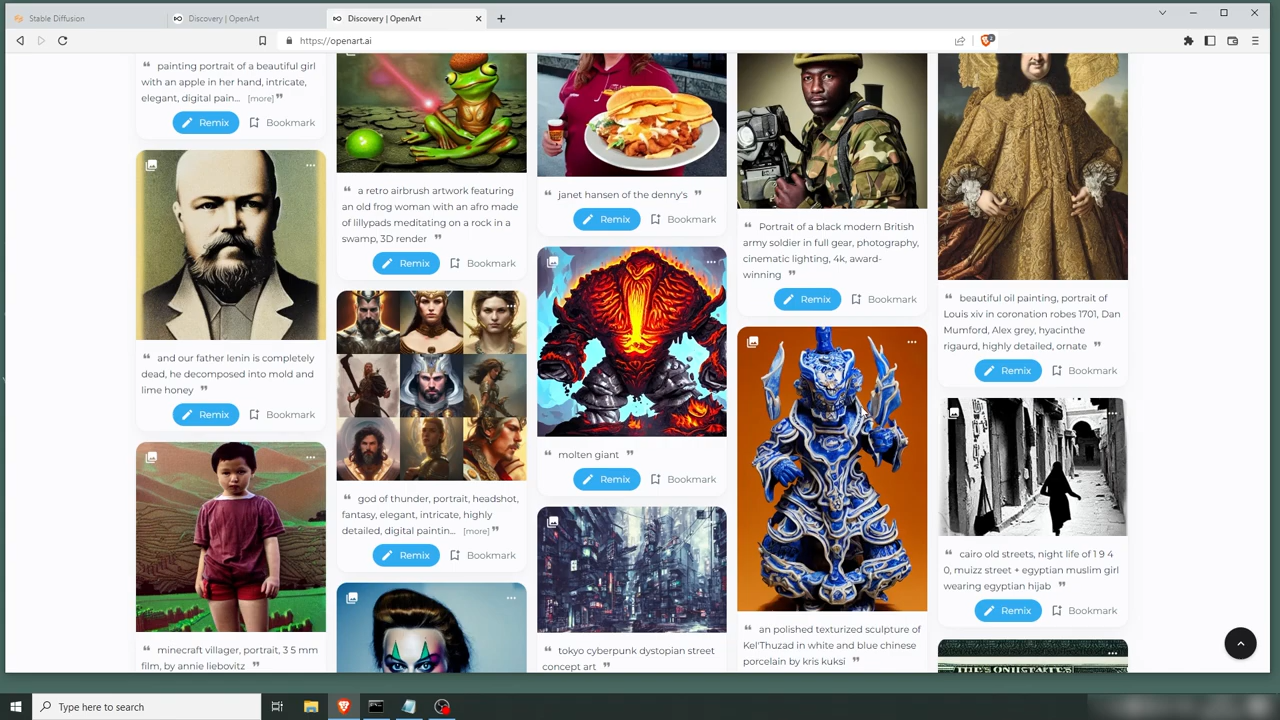 Stable Diffusion
Discovery | OpenArt
Discovery | OpenArt
https://openart.ai
painting portrait of a beautiful girl
with an apple in her hand, intricate,
elegant, digital pain... [more]
Remix
Bookmark
and our father lenin is completely
dead, he decomposed into mold and
lime honey
Remix
Bookmark
minecraft villager, portrait, 3 5 mm
film, by annie liebovitz
a retro airbrush artwork featuring
an old frog woman with an afro made
of lillypads meditating on a rock in a
swamp, 3D render
Remix
Bookmark
god of thunder, portrait, headshot,
fantasy, elegant, intricate, highly
detailed, digital paintin... [more]
Remix
Bookmark
janet hansen of the denny's
Remix
Bookmark
molten giant
Remix
Bookmark
tokyo cyberpunk dystopian street
concept art
Portrait of a black modern British
army soldier in full gear, photography,
cinematic lighting, 4k, award-
winning
Remix
Bookmark
an polished texturized sculpture of
Kel'Thuzad in white and blue chinese
porcelain by kris kuksi
beautiful oil painting, portrait of
Louis xiv in coronation robes 1701, Dan
Mumford, Alex grey, hyacinthe
rigaurd, highly detailed, ornate
Remix
Bookmark
cairo old streets, night life of 1 9 4
0, muizz street + egyptian muslim girl
wearing egyptian hijab
Remix
Bookmark
Type here to search